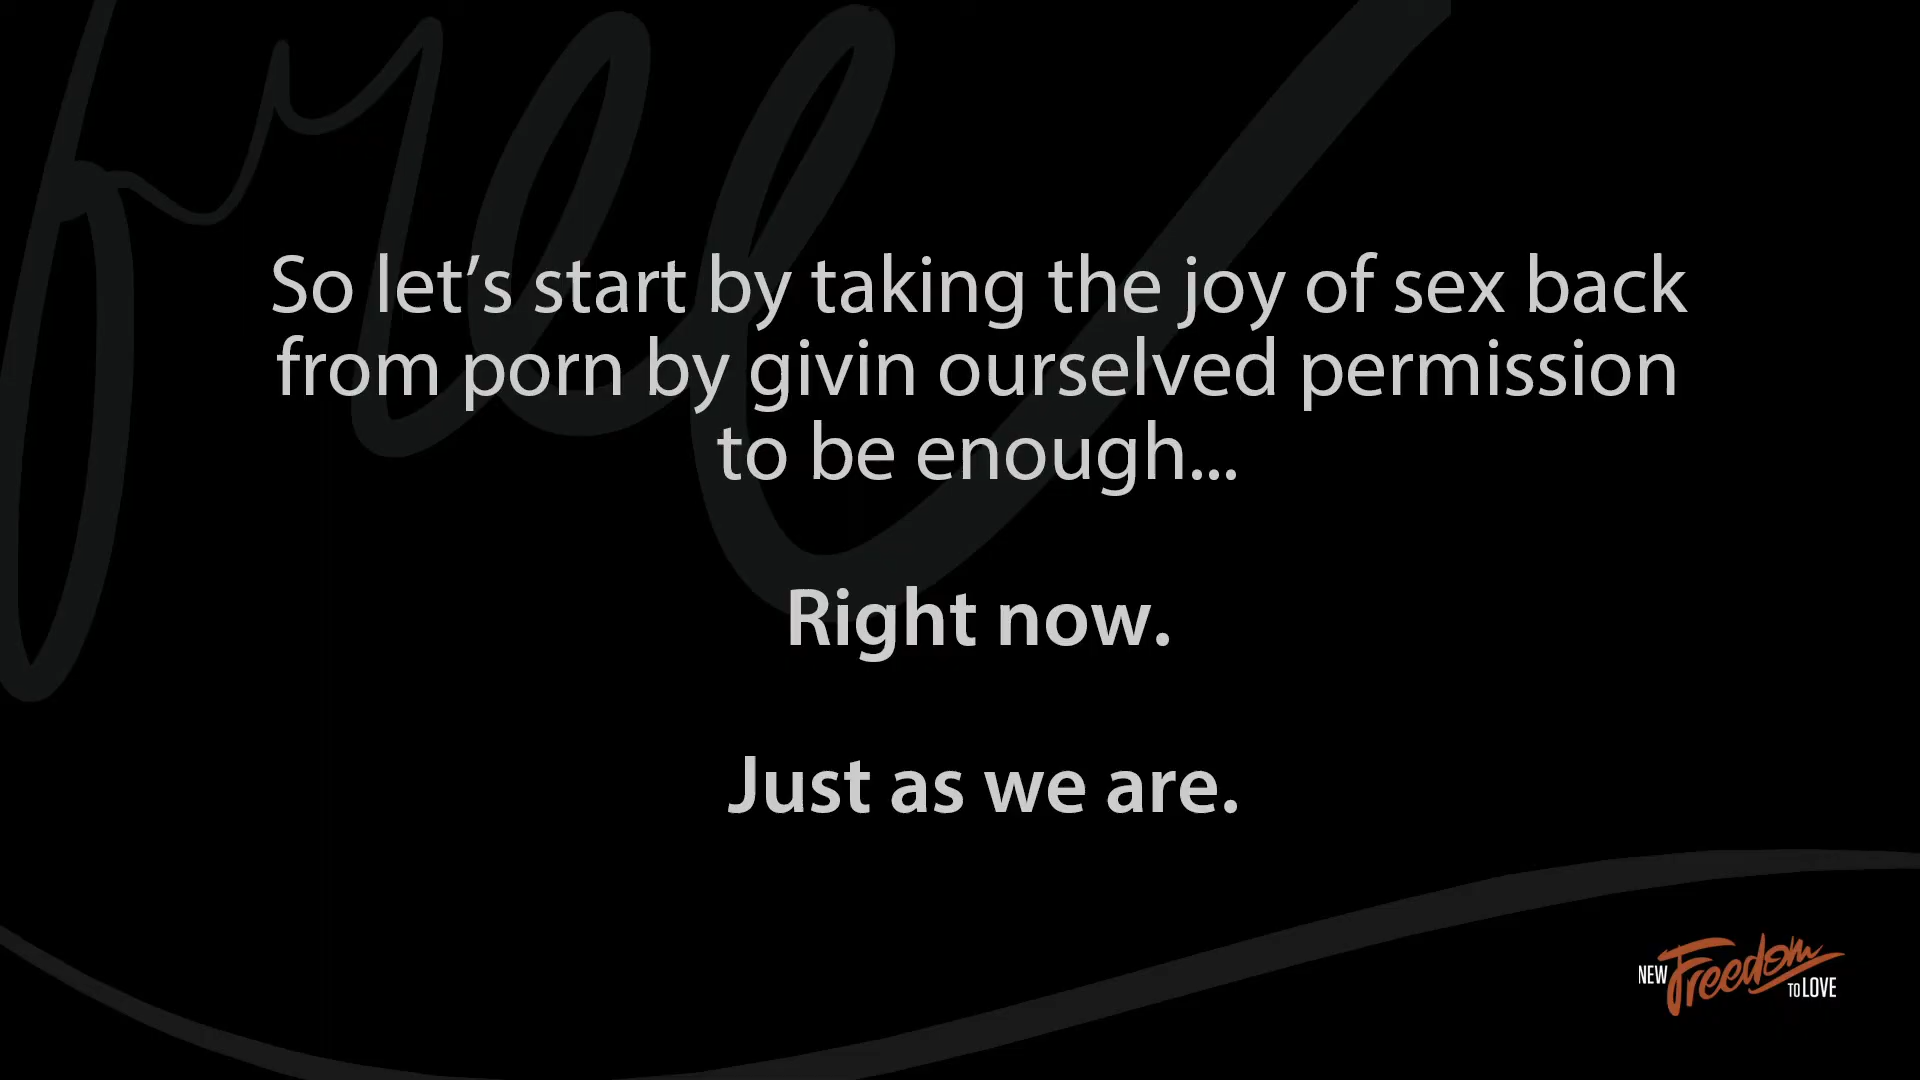 free
So let’s start by taking the joy of sex back
from porn by givin ourselved permission
to be enough...
Right now.
Just as we are.
NEW Freedom TO LOVE